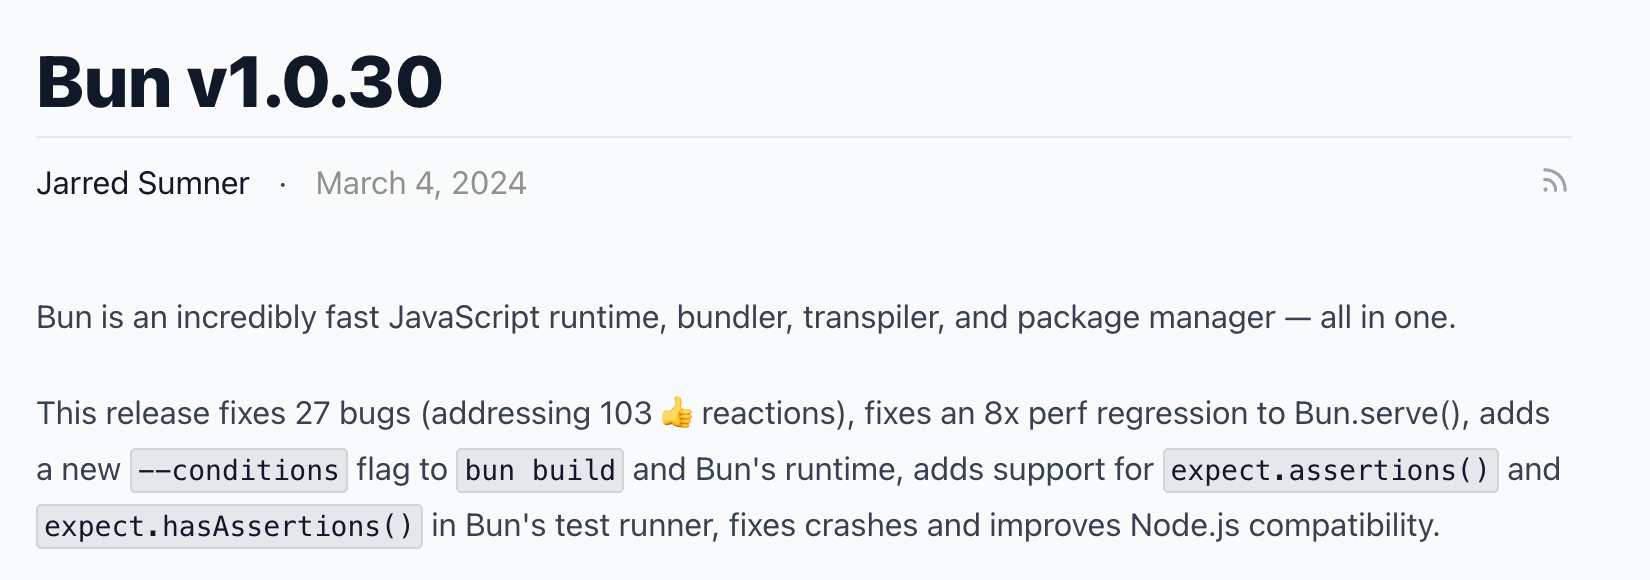 Bun v1.0.30
Jarred Sumner · March 4, 2024
Bun is an incredibly fast JavaScript runtime, bundler, transpiler, and package manager — all in one.
This release fixes 27 bugs (addressing 103 👍 reactions), fixes an 8x perf regression to Bun.serve(), adds
a new --conditions flag to bun build and Bun's runtime, adds support for expect.assertions() and
expect.hasAssertions() in Bun's test runner, fixes crashes and improves Node.js compatibility.